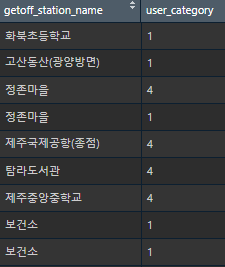 getoff_station_name user_category
화북초등학교 1
고산동산(광양방면) 1
정존마을 4
정존마을 1
제주국제공항(종점) 4
탐라도서관 4
제주중앙중학교 4
보건소 1
보건소 1